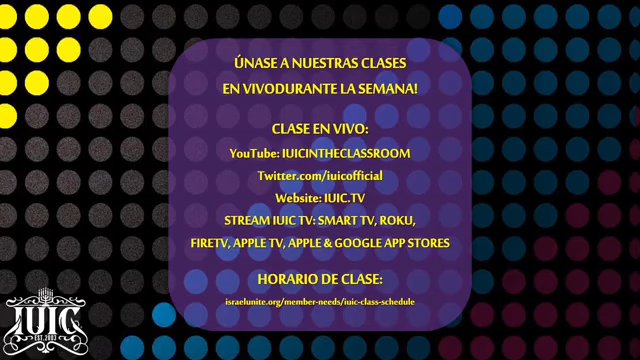 ÚNASE A NUESTRAS CLASES
EN VIVODURANTE LA SEMANA!
CLASE EN VIVO:
YouTube: IUICINTHECLASSROOM
Twitter.com/iuicofficial
Website: IUIC.TV
STREAM IUIC TV: SMART TV, ROKU,
FIRETV, APPLE TV, APPLE & GOOGLE APP STORES
HORARIO DE CLASE:
israelunite.org/member-needs/iuic-class-schedule
IUIC
EST. 2003